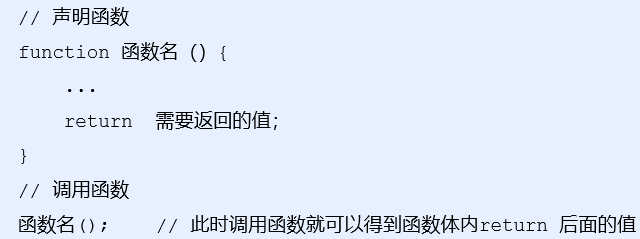 // 声明函数
function 函数名 () {
    ...
    return  需要返回的值；
}
// 调用函数
函数名();    // 此时调用函数就可以得到函数体内return 后面的值